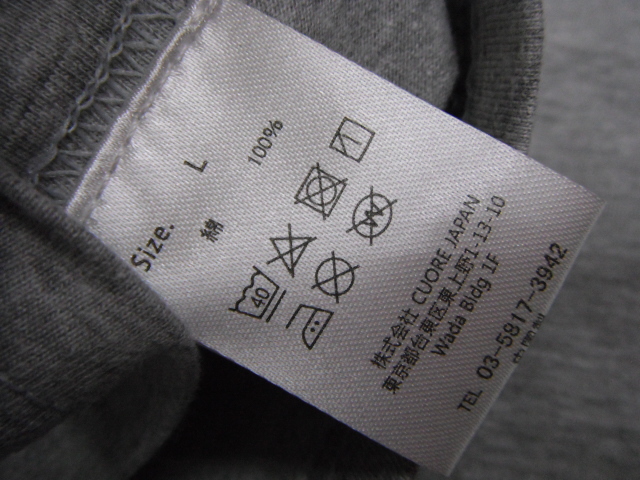 Size. L
綿 100%
40
W
株式会社 CUORE JAPAN
東京都台東区東上野1-13-10
Wada Bldg 1F
TEL 03-5817-3942